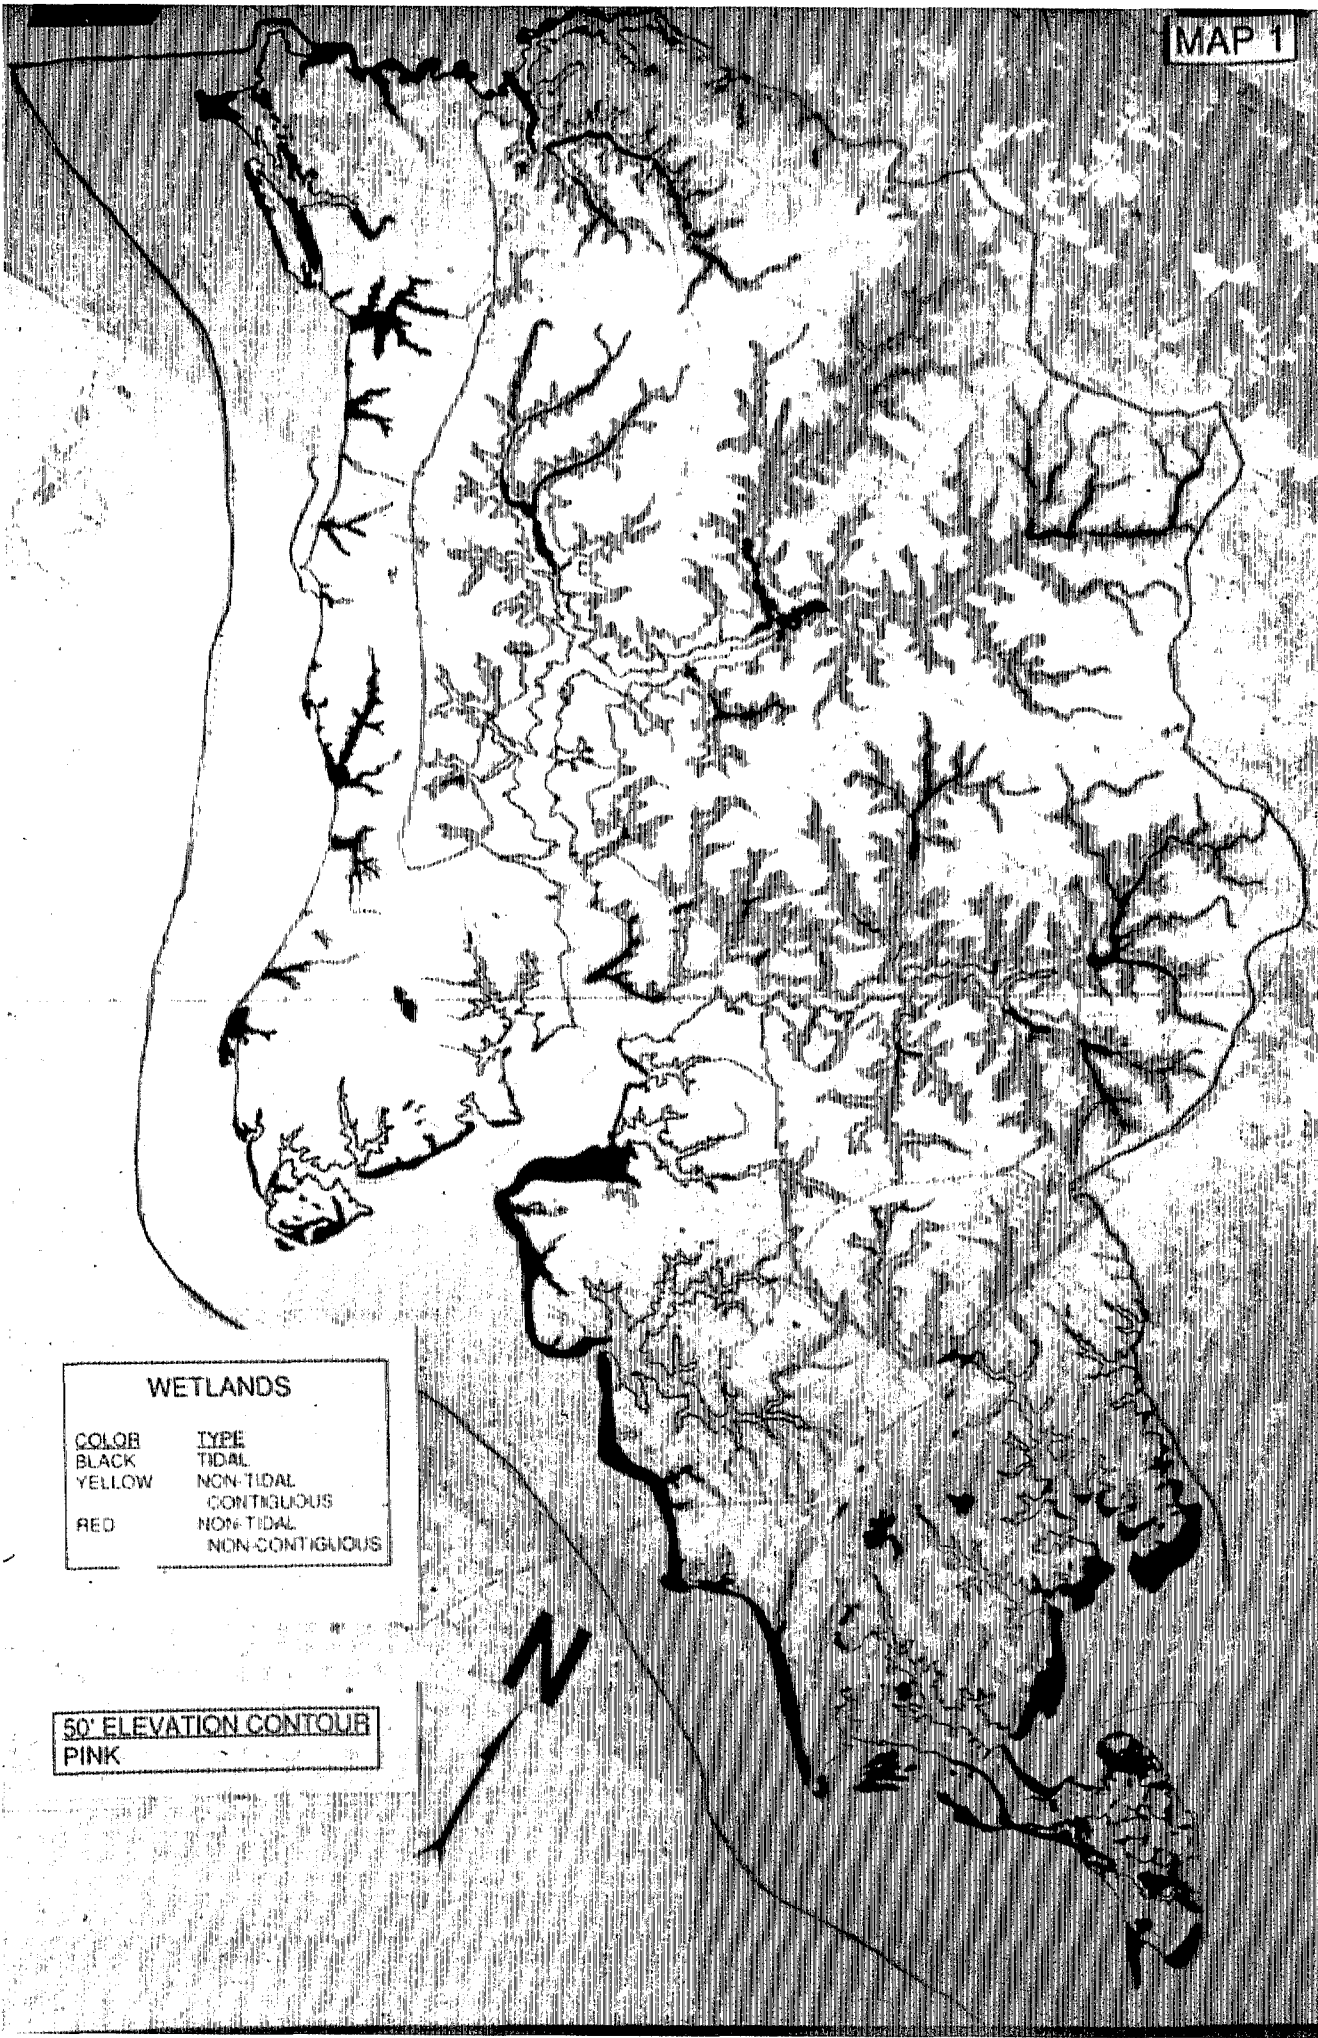 MAP 1
WETLANDS
COLOR TYPE
BLACK TIDAL
YELLOW NON-TIDAL
CONTIGUOUS
RED NON-TIDAL
NON-CONTIGUOUS
N
50' ELEVATION CONTOUR
PINK